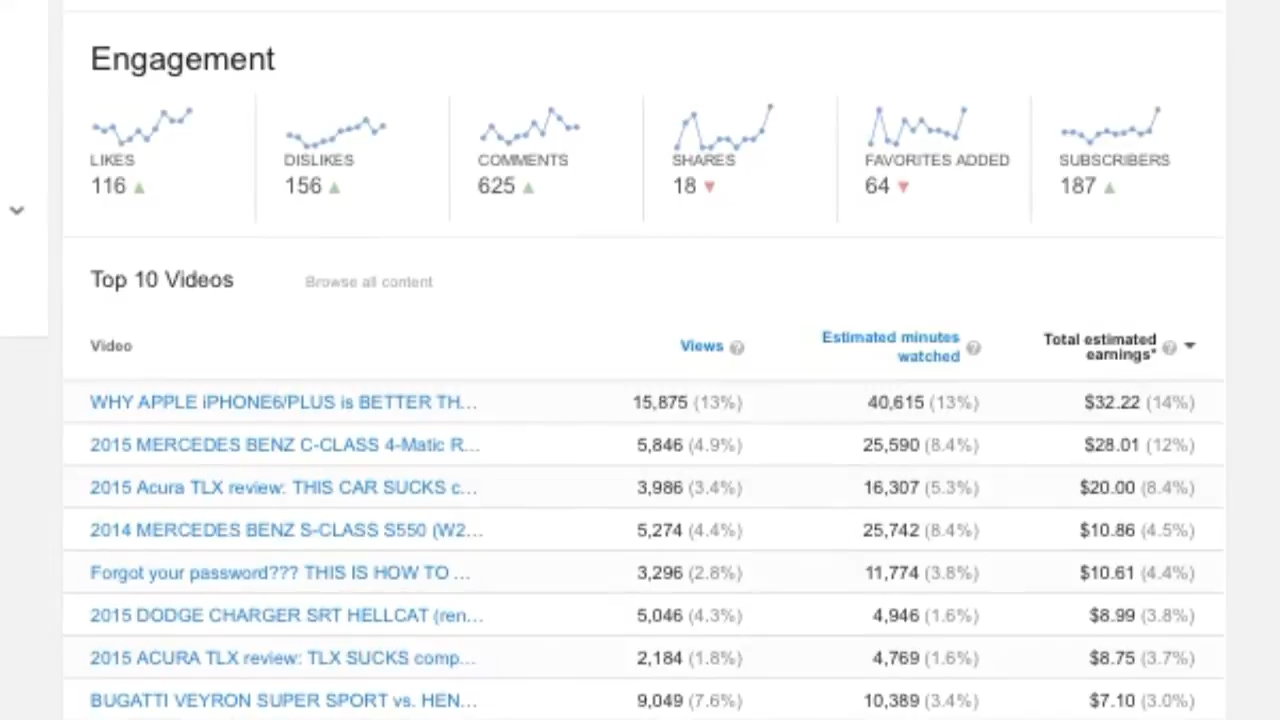 Engagement
LIKES DISLIKES COMMENTS SHARES FAVORITES ADDED SUBSCRIBERS
116 156 625 18 64 187
Top 10 Videos Browse all content
Video Views ? Estimated minutes watched ? Total estimated earnings* ?
WHY APPLE iPHONE6/PLUS is BETTER TH... 15,875 (13%) 40,615 (13%) $32.22 (14%)
2015 MERCEDES BENZ C-CLASS 4-Matic R... 5,846 (4.9%) 25,590 (8.4%) $28.01 (12%)
2015 Acura TLX review: THIS CAR SUCKS c... 3,986 (3.4%) 16,307 (5.3%) $20.00 (8.4%)
2014 MERCEDES BENZ S-CLASS S550 (W2... 5,274 (4.4%) 25,742 (8.4%) $10.86 (4.5%)
Forgot your password??? THIS IS HOW TO ... 3,296 (2.8%) 11,774 (3.8%) $10.61 (4.4%)
2015 DODGE CHARGER SRT HELLCAT (ren... 5,046 (4.3%) 4,946 (1.6%) $8.99 (3.8%)
2015 ACURA TLX review: TLX SUCKS comp... 2,184 (1.8%) 4,769 (1.6%) $8.75 (3.7%)
BUGATTI VEYRON SUPER SPORT vs. HEN... 9,049 (7.6%) 10,389 (3.4%) $7.10 (3.0%)